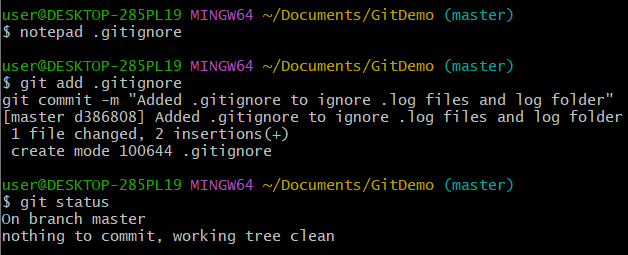 user@DESKTOP-285PL19 MINGW64 ~/Documents/GitDemo (master)
$ notepad .gitignore
user@DESKTOP-285PL19 MINGW64 ~/Documents/GitDemo (master)
$ git add .gitignore
git commit -m "Added .gitignore to ignore .log files and log folder"
[master d386808] Added .gitignore to ignore .log files and log folder
 1 file changed, 2 insertions(+)
 create mode 100644 .gitignore
user@DESKTOP-285PL19 MINGW64 ~/Documents/GitDemo (master)
$ git status
On branch master
nothing to commit, working tree clean